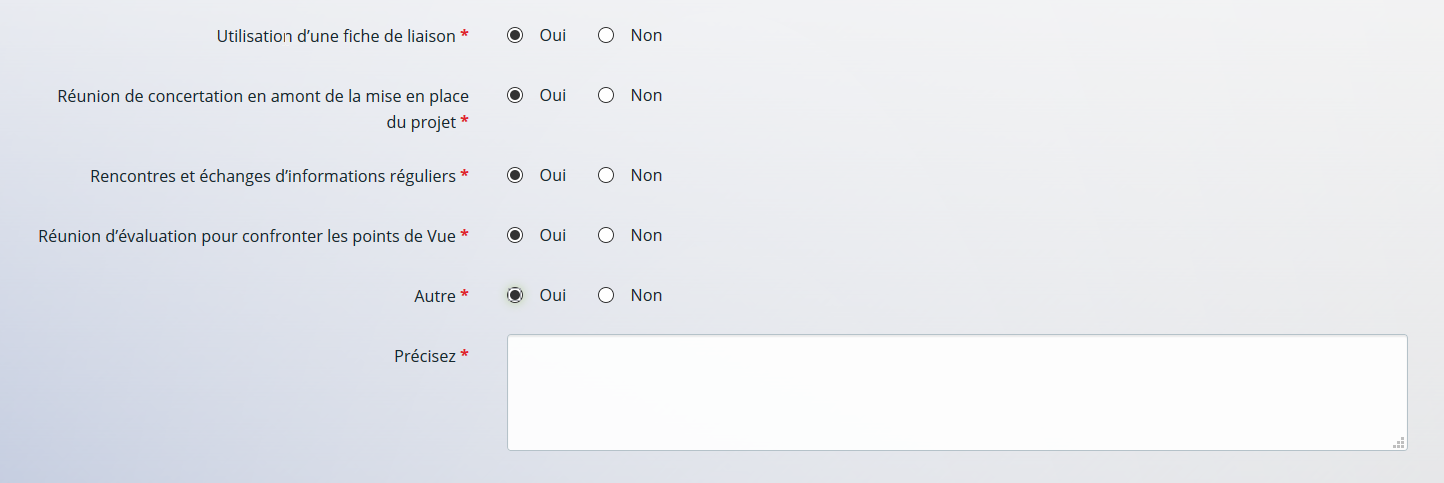 Utilisation d’une fiche de liaison * Oui Non
Réunion de concertation en amont de la mise en place
du projet * Oui Non
Rencontres et échanges d’informations réguliers * Oui Non
Réunion d’évaluation pour confronter les points de Vue * Oui Non
Autre * Oui Non
Précisez *